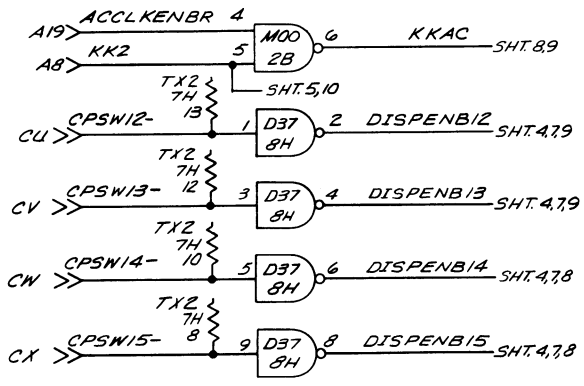 A19 ACCLKENBR 4 M00 2B 6 KKAC SHT. 8,9
A8 KK2 5
SHT. 5,10
TX2 7H 13
CU CPSW12- 1 D37 8H 2 DISPENB12 SHT. 4,7,9
TX2 7H 12
CV CPSW13- 3 D37 8H 4 DISPENB13 SHT. 4,7,9
TX2 7H 10
CW CPSW14- 5 D37 8H 6 DISPENB14 SHT. 4,7,8
TX2 7H 8
CX CPSW15- 9 D37 8H 8 DISPENB15 SHT. 4,7,8